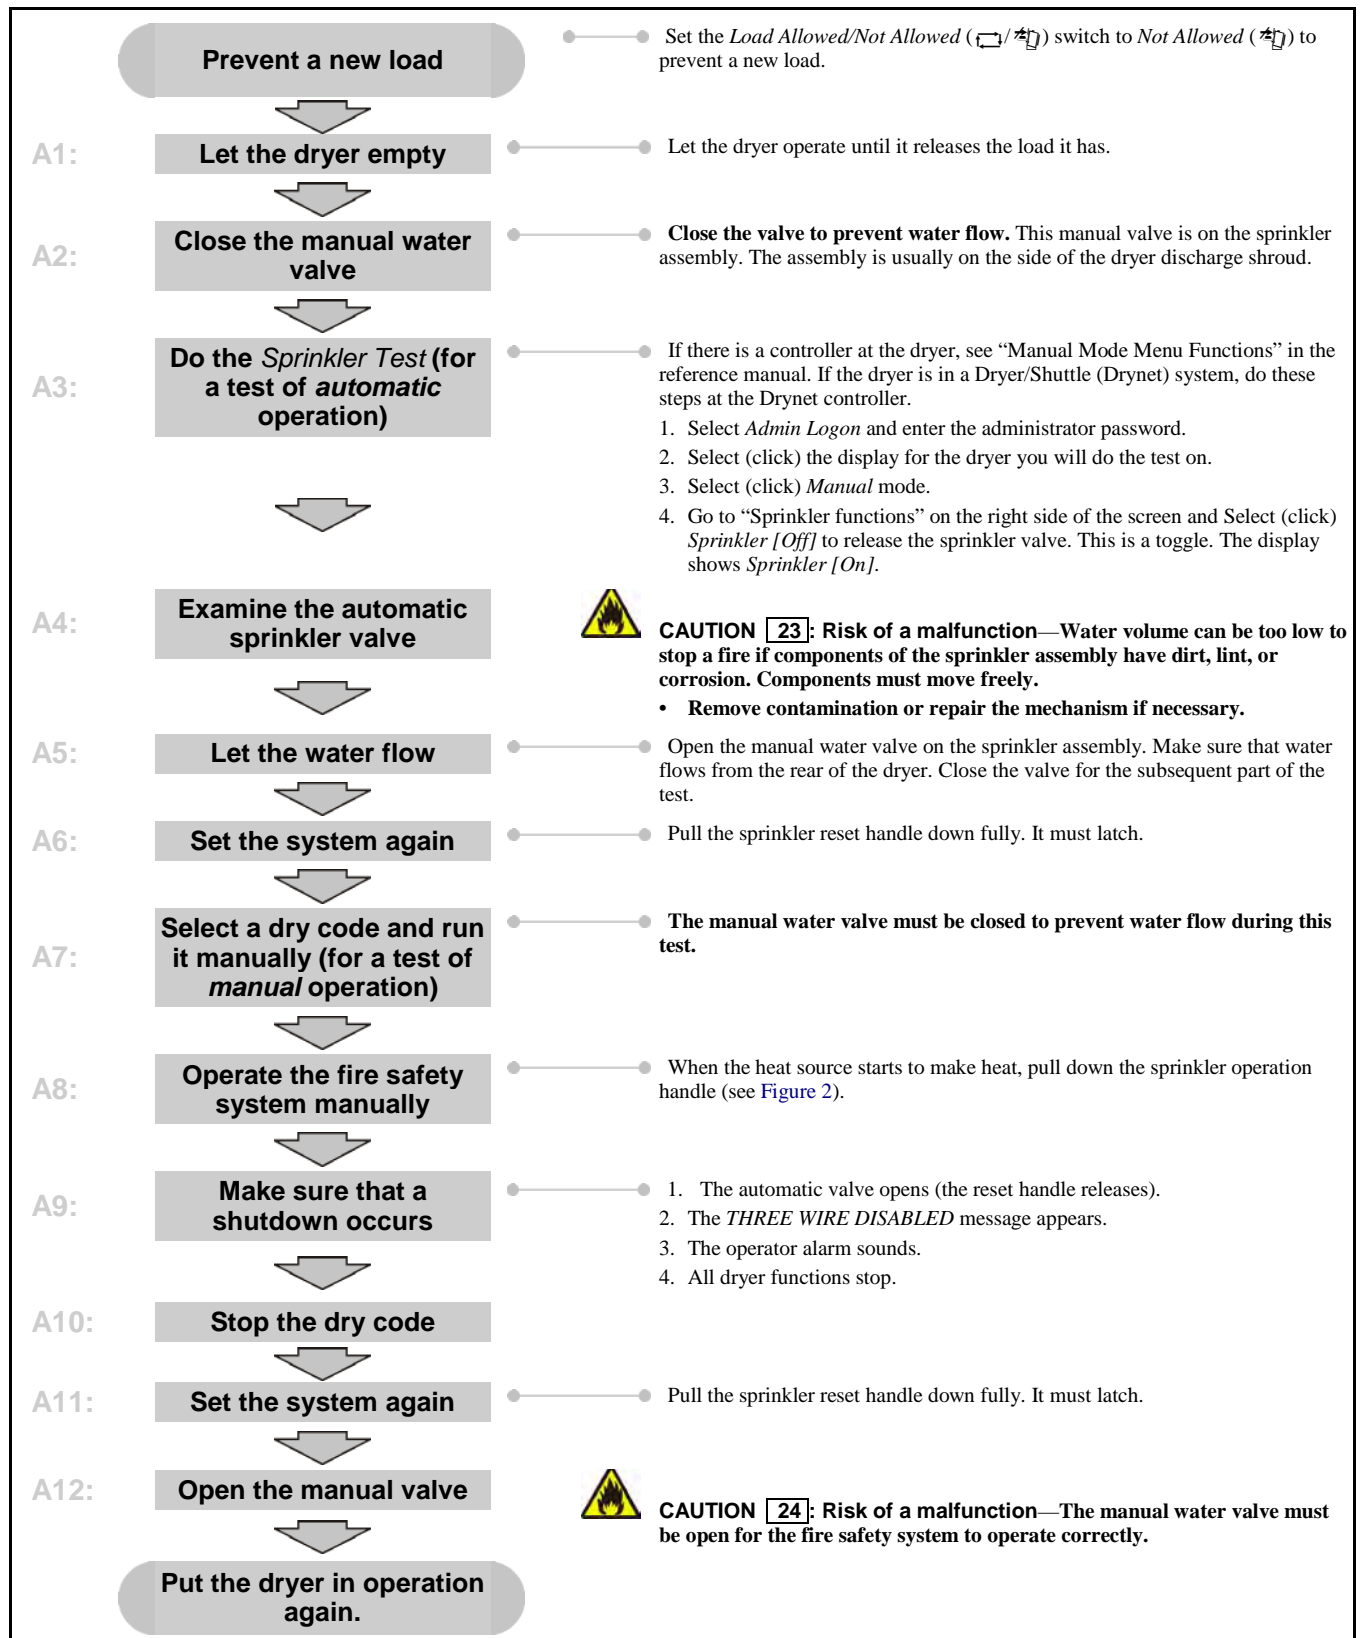 Prevent a new load
Set the Load Allowed/Not Allowed ( / ) switch to Not Allowed ( ) to
prevent a new load.
A1:
Let the dryer empty
Let the dryer operate until it releases the load it has.
A2:
Close the manual water
valve
Close the valve to prevent water flow. This manual valve is on the sprinkler
assembly. The assembly is usually on the side of the dryer discharge shroud.
A3:
Do the Sprinkler Test (for
a test of automatic
operation)
If there is a controller at the dryer, see “Manual Mode Menu Functions” in the
reference manual. If the dryer is in a Dryer/Shuttle (Drynet) system, do these
steps at the Drynet controller.
1. Select Admin Logon and enter the administrator password.
2. Select (click) the display for the dryer you will do the test on.
3. Select (click) Manual mode.
4. Go to “Sprinkler functions” on the right side of the screen and Select (click)
Sprinkler [Off] to release the sprinkler valve. This is a toggle. The display
shows Sprinkler [On].
A4:
Examine the automatic
sprinkler valve
CAUTION 23: Risk of a malfunction—Water volume can be too low to
stop a fire if components of the sprinkler assembly have dirt, lint, or
corrosion. Components must move freely.
• Remove contamination or repair the mechanism if necessary.
A5:
Let the water flow
Open the manual water valve on the sprinkler assembly. Make sure that water
flows from the rear of the dryer. Close the valve for the subsequent part of the
test.
A6:
Set the system again
Pull the sprinkler reset handle down fully. It must latch.
A7:
Select a dry code and run
it manually (for a test of
manual operation)
The manual water valve must be closed to prevent water flow during this
test.
A8:
Operate the fire safety
system manually
When the heat source starts to make heat, pull down the sprinkler operation
handle (see Figure 2).
A9:
Make sure that a
shutdown occurs
1. The automatic valve opens (the reset handle releases).
2. The THREE WIRE DISABLED message appears.
3. The operator alarm sounds.
4. All dryer functions stop.
A10:
Stop the dry code
A11:
Set the system again
Pull the sprinkler reset handle down fully. It must latch.
A12:
Open the manual valve
CAUTION 24: Risk of a malfunction—The manual water valve must
be open for the fire safety system to operate correctly.
Put the dryer in operation
again.